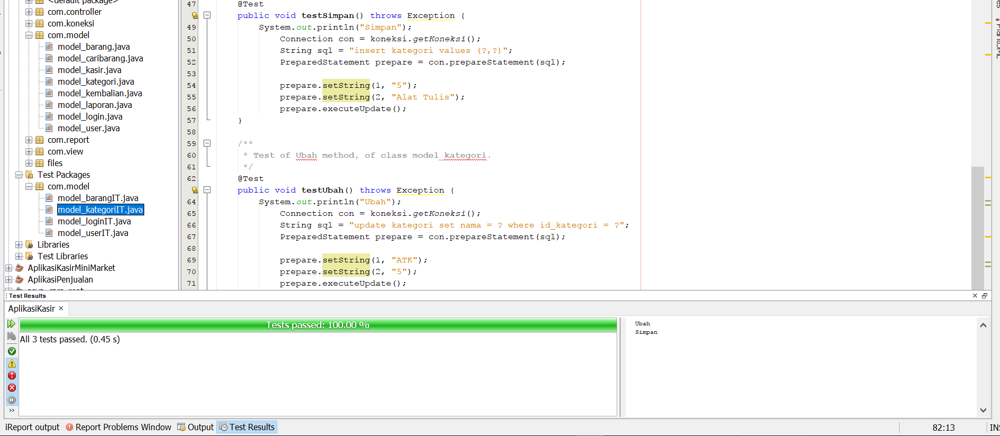 <default package>
com.controller
com.koneksi
com.model
model_barang.java
model_caribarang.java
model_kasir.java
model_kategori.java
model_kembalian.java
model_laporan.java
model_login.java
model_user.java
com.report
com.view
files
Test Packages
com.model
model_barangIT.java
model_kategoriIT.java
model_loginIT.java
model_userIT.java
Libraries
Test Libraries
AplikasiKasirMiniMarket
AplikasiPenjualan
47 @Test
public void testSimpan() throws Exception {
49 System.out.println("Simpan");
50 Connection con = koneksi.getKoneksi();
51 String sql = "insert kategori values (?,?)";
52 PreparedStatement prepare = con.prepareStatement(sql);
53
54 prepare.setString(1, "5");
55 prepare.setString(2, "Alat Tulis");
56 prepare.executeUpdate();
57 }
58
59 /**
60 * Test of Ubah method, of class model_kategori.
61 */
62 @Test
public void testUbah() throws Exception {
64 System.out.println("Ubah");
65 Connection con = koneksi.getKoneksi();
66 String sql = "update kategori set nama = ? where id_kategori = ?";
67 PreparedStatement prepare = con.prepareStatement(sql);
68
69 prepare.setString(1, "ATK");
70 prepare.setString(2, "5");
71 prepare.executeUpdate();
Test Results
AplikasiKasir
Tests passed: 100.00 %
All 3 tests passed. (0.45 s)
Ubah
Simpan
iReport output Report Problems Window Output Test Results
82:13 INS